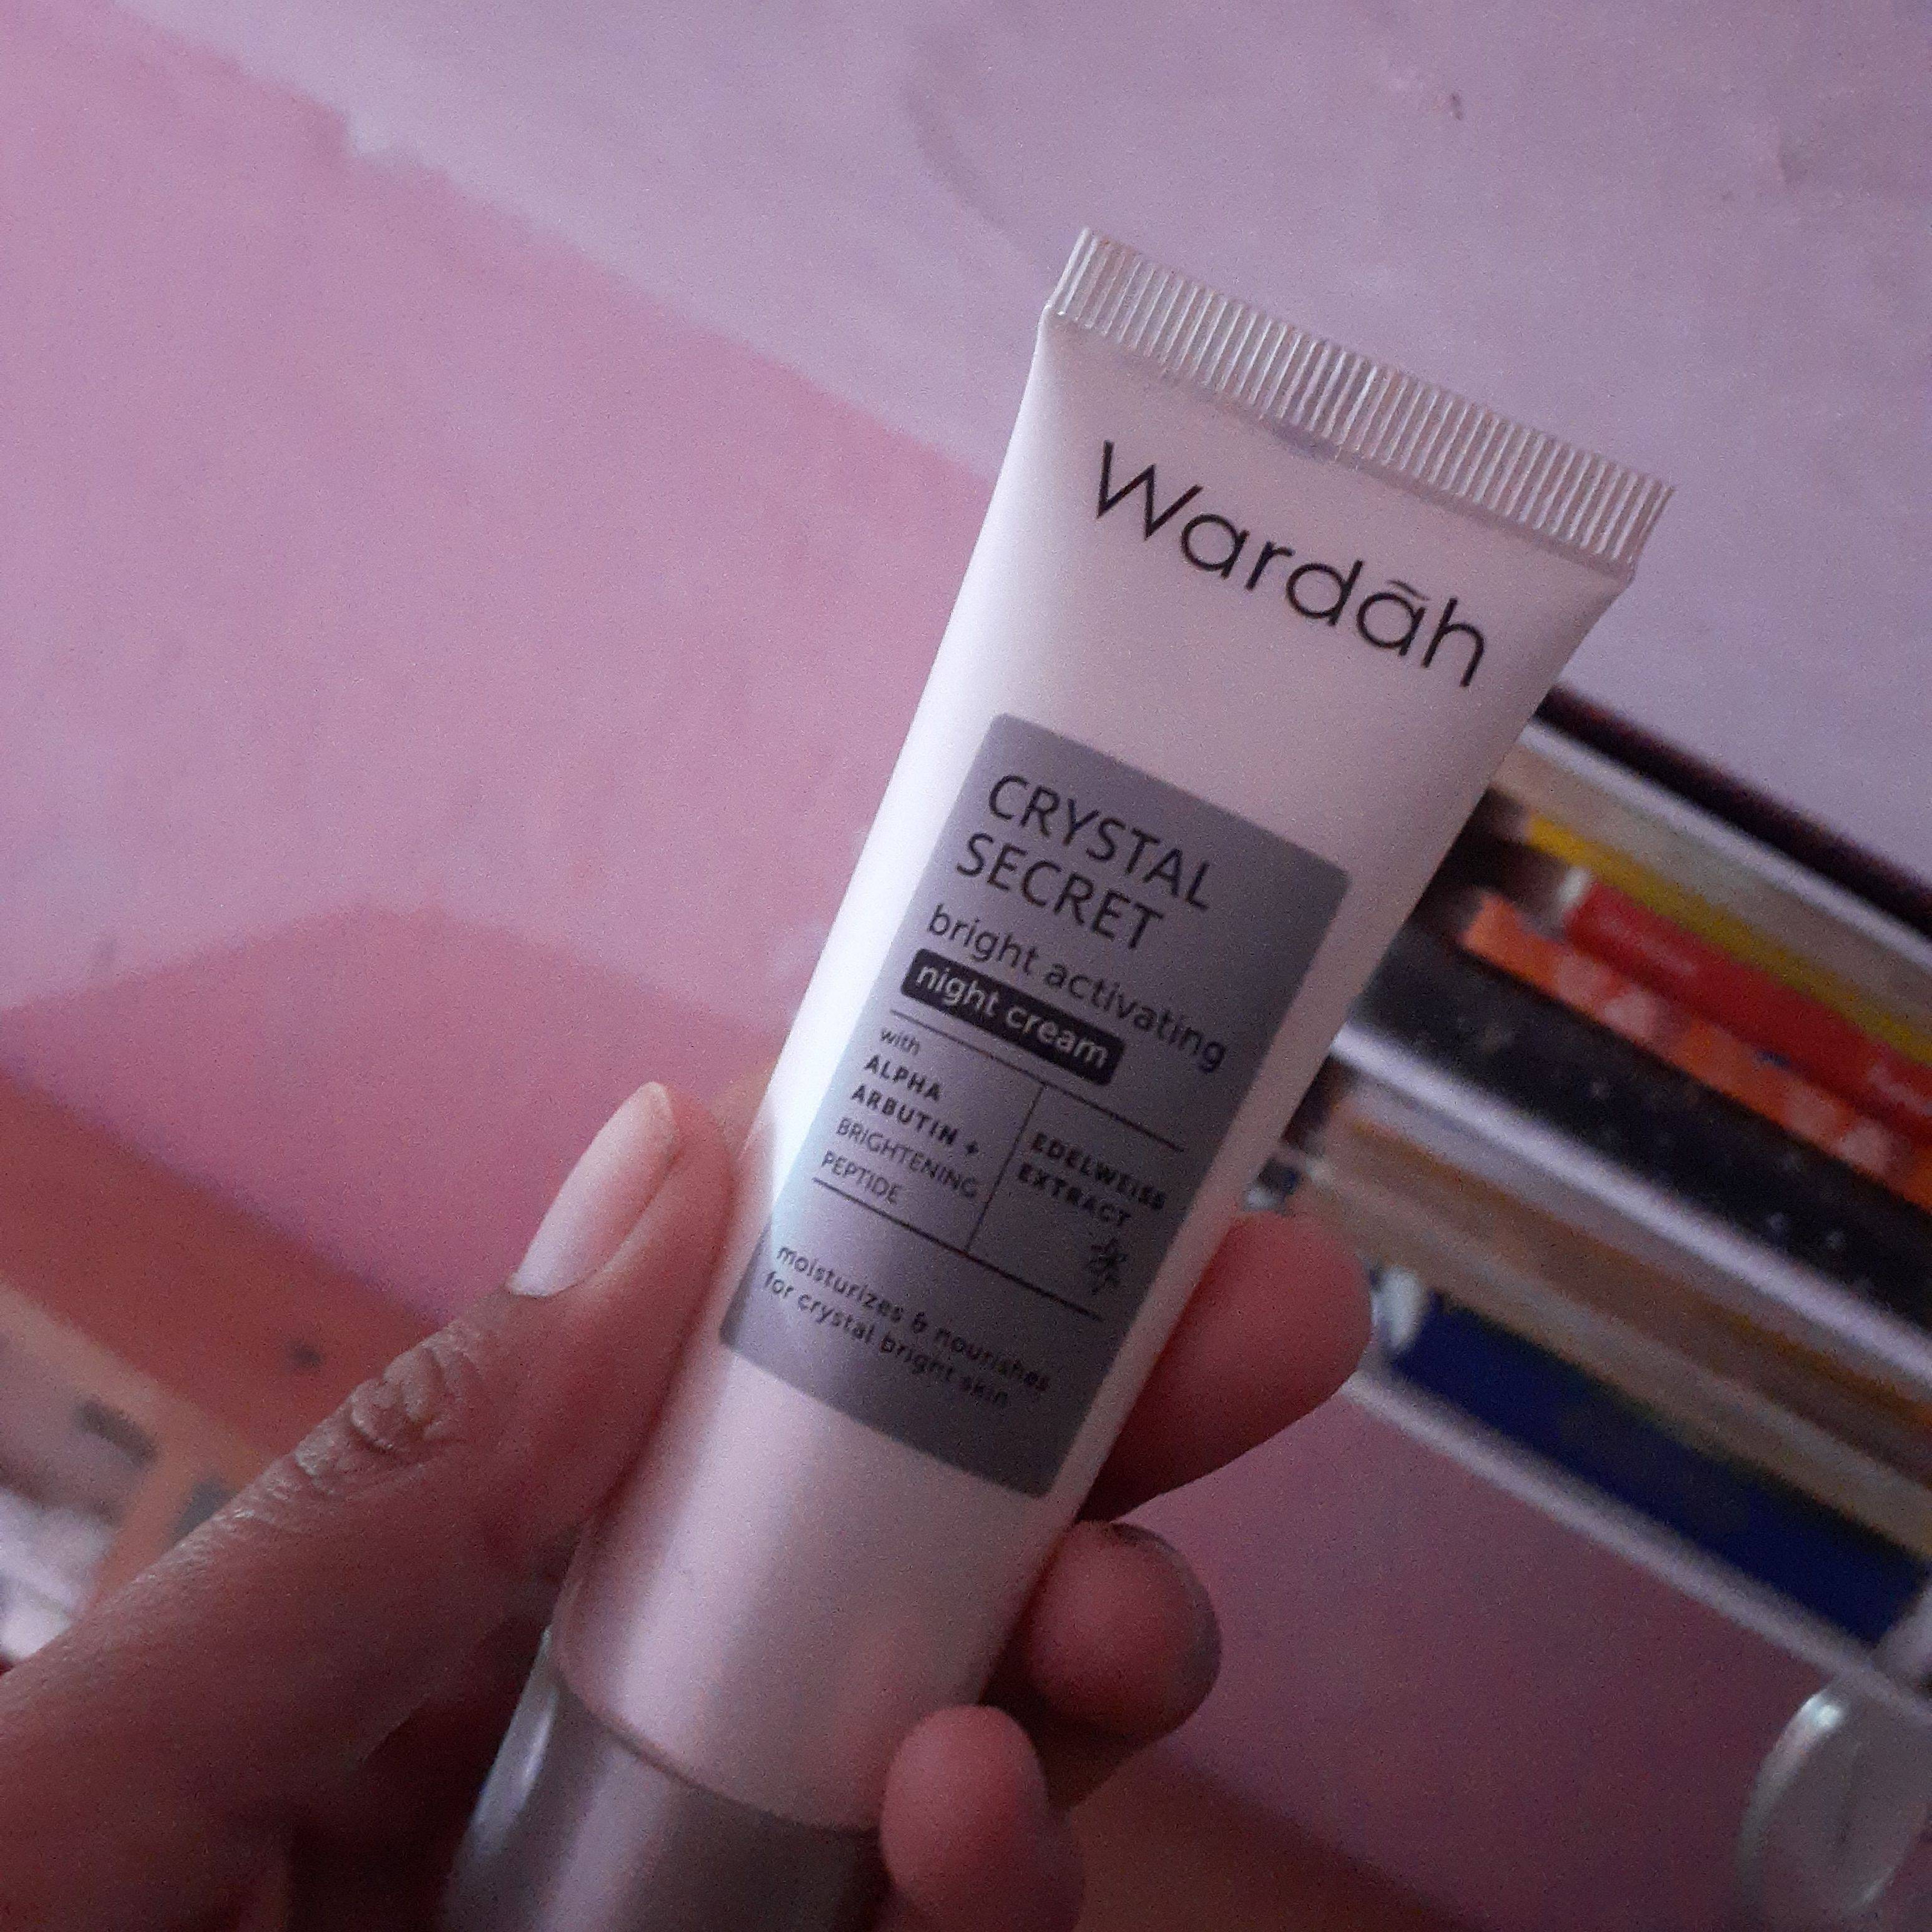 Wardāh
CRYSTAL
SECRET
bright activating
night cream
with
ALPHA
ARBUTIN +
BRIGHTENING
PEPTIDE
EDELWEISS
EXTRACT
moisturizes & nourishes
for crystal bright skin